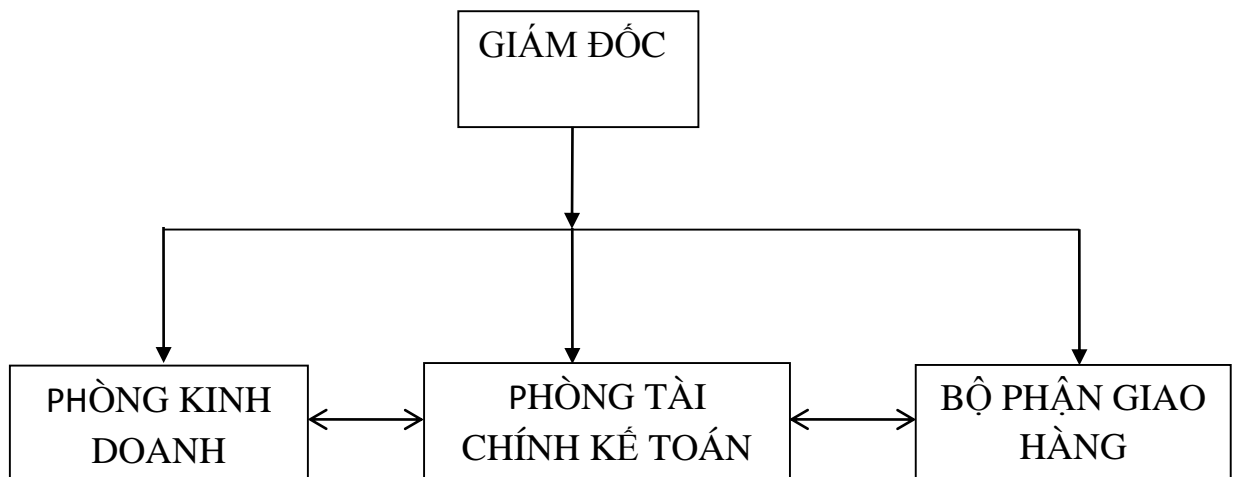 GIÁM ĐỐC
PHÒNG KINH
DOANH
PHÒNG TÀI
CHÍNH KẾ TOÁN
BỘ PHẬN GIAO
HÀNG